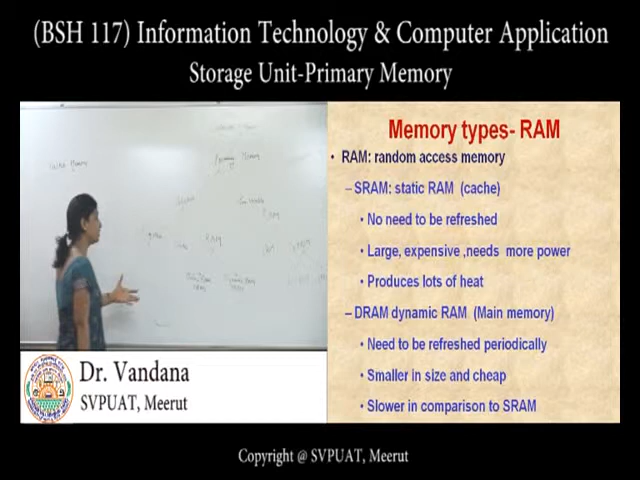 (BSH 117) Information Technology & Computer Application
Storage Unit-Primary Memory
Memory types- RAM
• RAM: random access memory
–SRAM: static RAM (cache)
• No need to be refreshed
• Large, expensive ,needs more power
• Produces lots of heat
–DRAM dynamic RAM (Main memory)
• Need to be refreshed periodically
• Smaller in size and cheap
• Slower in comparison to SRAM
Memory
RAM
Dr. Vandana
SVPUAT, Meerut
Copyright @ SVPUAT, Meerut